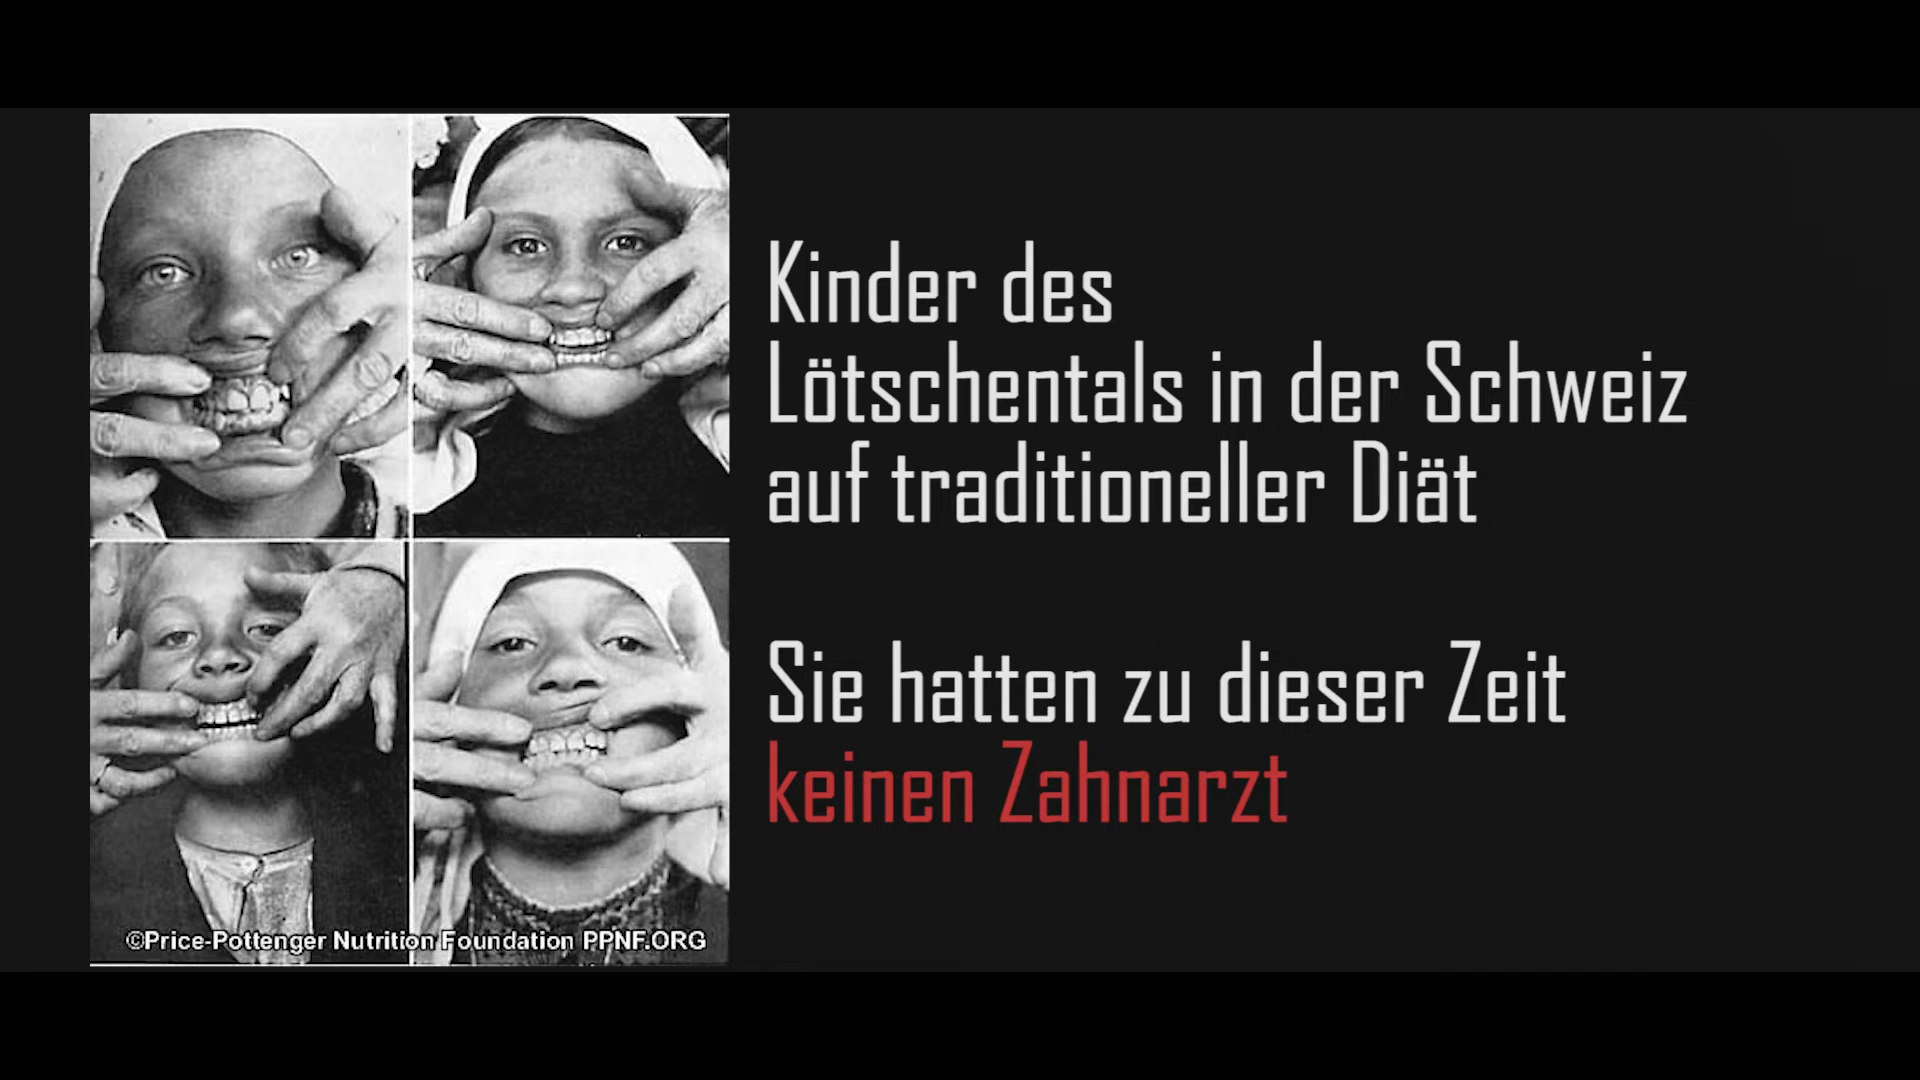 Kinder des
Lötschentals in der Schweiz
auf traditioneller Diät
Sie hatten zu dieser Zeit
keinen Zahnarzt
©Price-Pottenger Nutrition Foundation PPNF.ORG